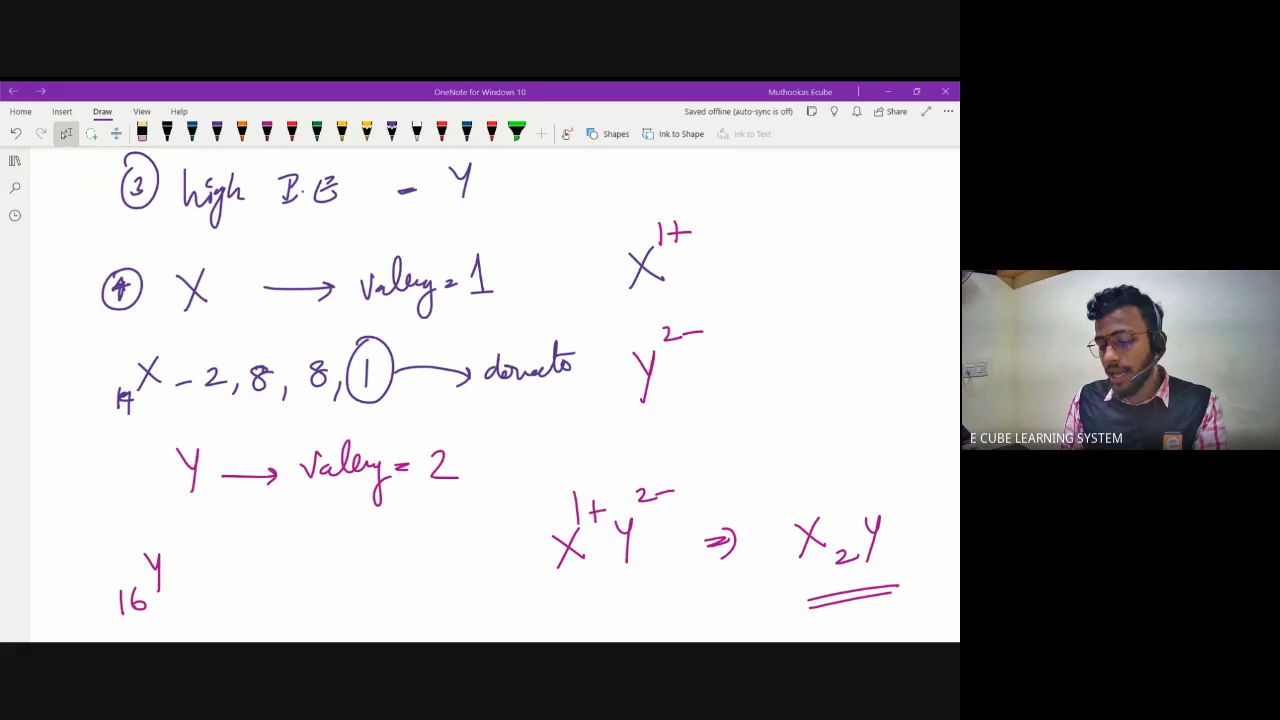 OneNote for Windows 10
Muthookas Ecube
Home Insert Draw View Help
Saved offline (auto-sync is off)
Share
Shapes
Ink to Shape
Ink to Text
3 high I.E - Y
4 X → valency = 1
X¹⁺
19X - 2, 8, 8, 1 → donate
Y²⁻
Y → valency = 2
X¹⁺ Y²⁻ ⇒ X₂Y
16Y
E CUBE LEARNING SYSTEM